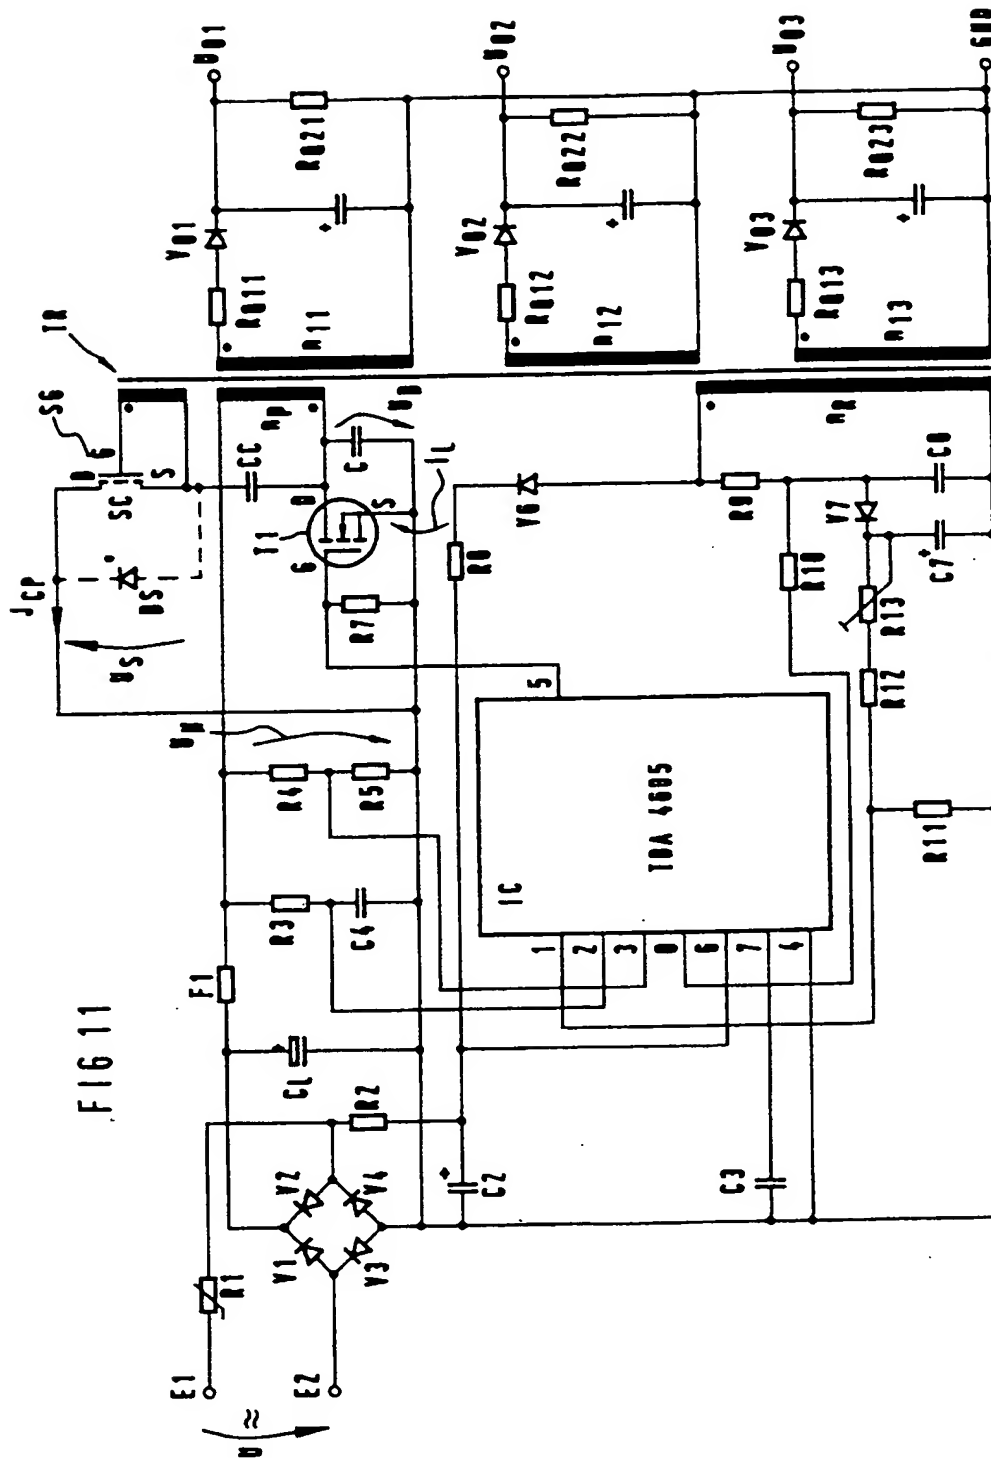 FIG 11
E1
E2
U ≈
R1
V1
V2
V3
V4
R2
CL
F1
C2
C3
R3
C4
R4
R5
UN
US
JCP
DS
SC
D
G
S
SG
TR
CC
nP
T1
G
D
S
C
UD
IL
R7
R8
V6
IC
TDA 4605
1
2
3
8
6
7
4
5
R9
R10
nR
V7
C8
C7
R13
R12
R11
n11
R011
V01
R021
U01
n12
R012
V02
R022
U02
n13
R013
V03
R023
U03
GND